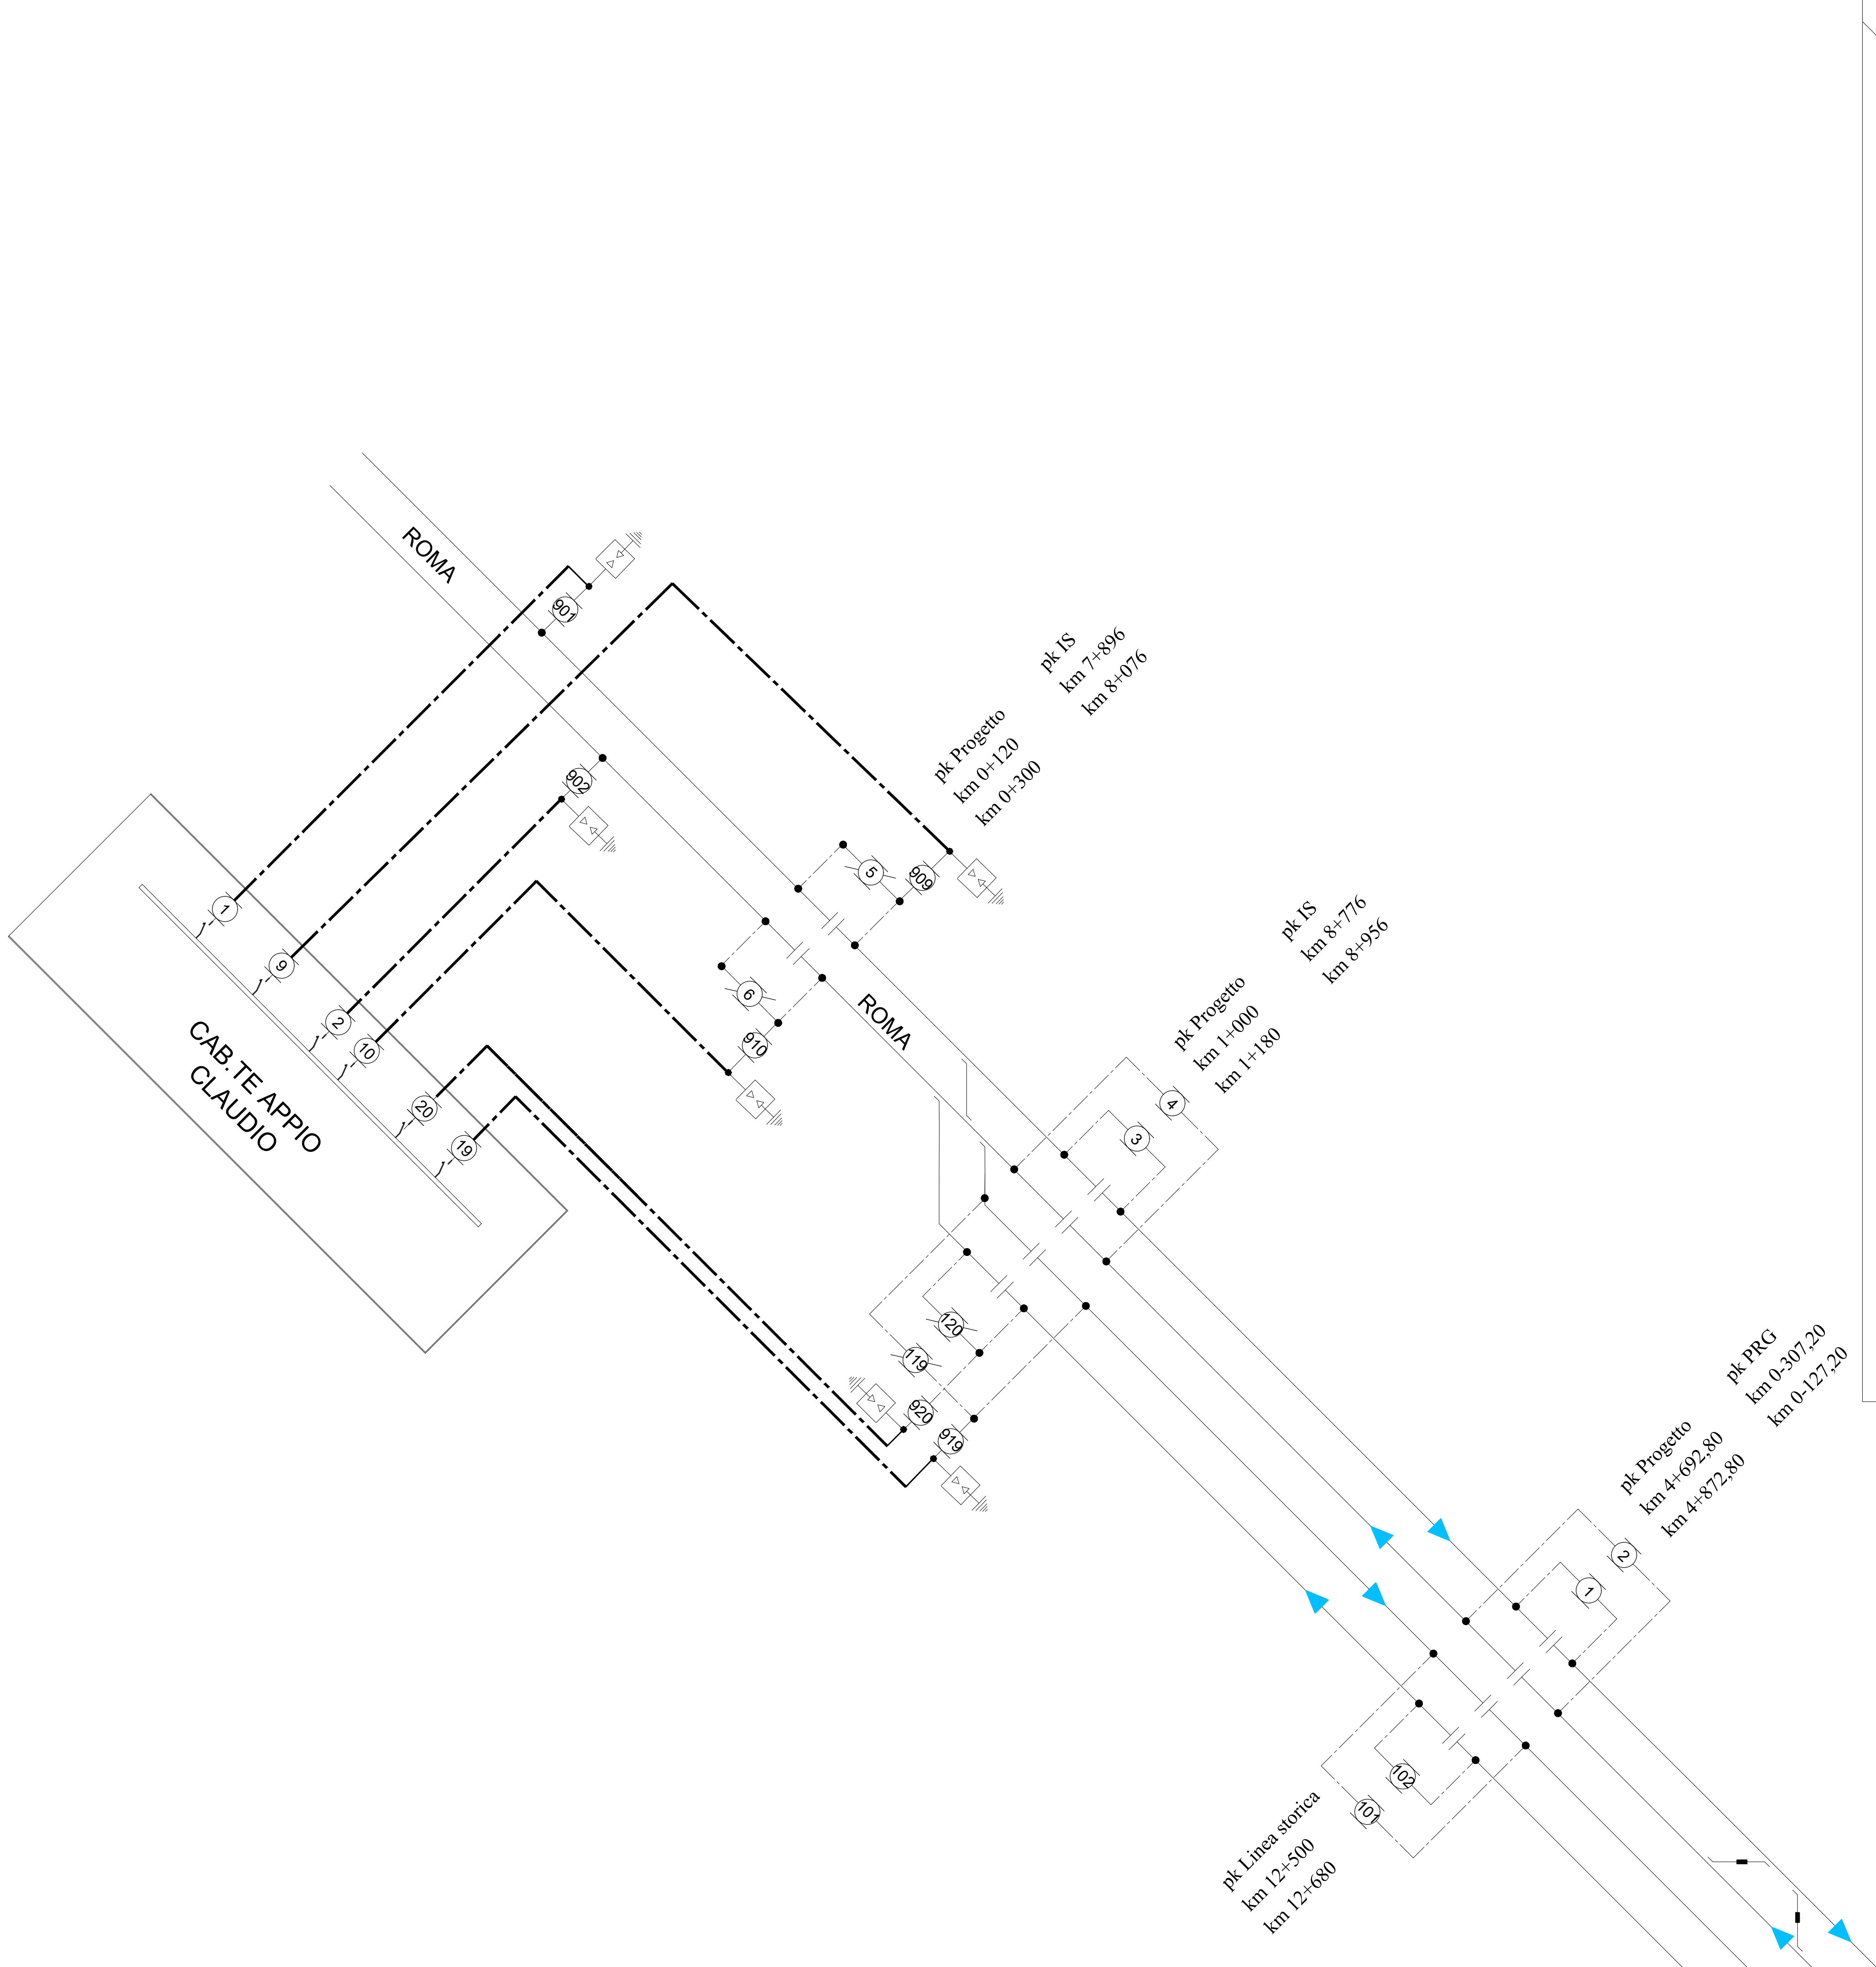 ROMA
901
pk IS
km 7+896
km 8+076
pk Progetto
km 0+120
km 0+300
902
5
909
1
9
2
10
20
19
CAB. TE APPIO
CLAUDIO
6
910
ROMA
pk IS
km 8+776
km 8+956
pk Progetto
km 1+000
km 1+180
4
3
120
119
920
919
pk PRG
km 0-307,20
km 0-127,20
pk Progetto
km 4+692,80
km 4+872,80
2
1
102
101
pk Linea storica
km 12+500
km 12+680